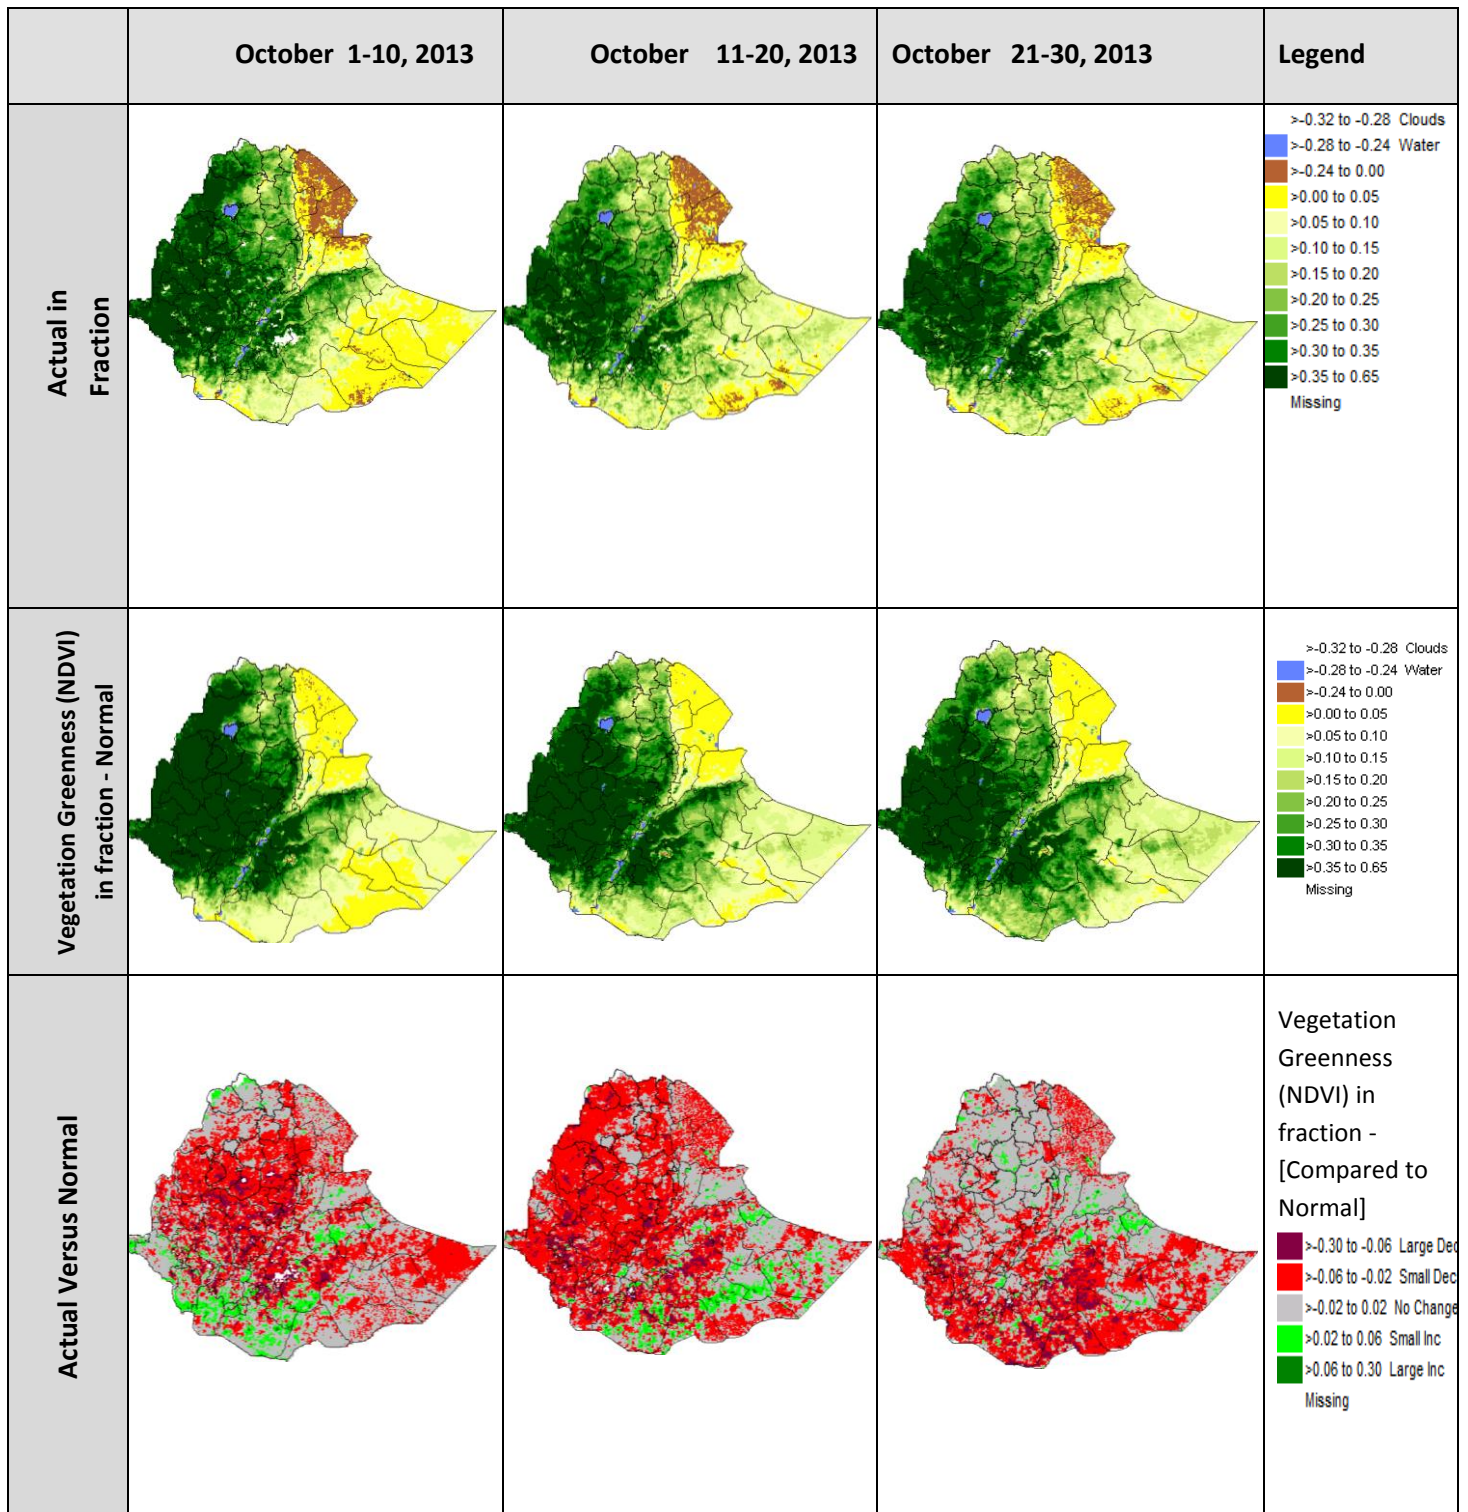 October 1-10, 2013
October 11-20, 2013
October 21-30, 2013
Legend
Actual in
Fraction
>-0.32 to -0.28 Clouds
>-0.28 to -0.24 Water
>-0.24 to 0.00
>0.00 to 0.05
>0.05 to 0.10
>0.10 to 0.15
>0.15 to 0.20
>0.20 to 0.25
>0.25 to 0.30
>0.30 to 0.35
>0.35 to 0.65
Missing
Vegetation Greenness (NDVI)
in fraction - Normal
>-0.32 to -0.28 Clouds
>-0.28 to -0.24 Water
>-0.24 to 0.00
>0.00 to 0.05
>0.05 to 0.10
>0.10 to 0.15
>0.15 to 0.20
>0.20 to 0.25
>0.25 to 0.30
>0.30 to 0.35
>0.35 to 0.65
Missing
Actual Versus Normal
Vegetation
Greenness
(NDVI) in
fraction -
[Compared to
Normal]
>-0.30 to -0.06 Large Dec
>-0.06 to -0.02 Small Dec
>-0.02 to 0.02 No Change
>0.02 to 0.06 Small Inc
>0.06 to 0.30 Large Inc
Missing